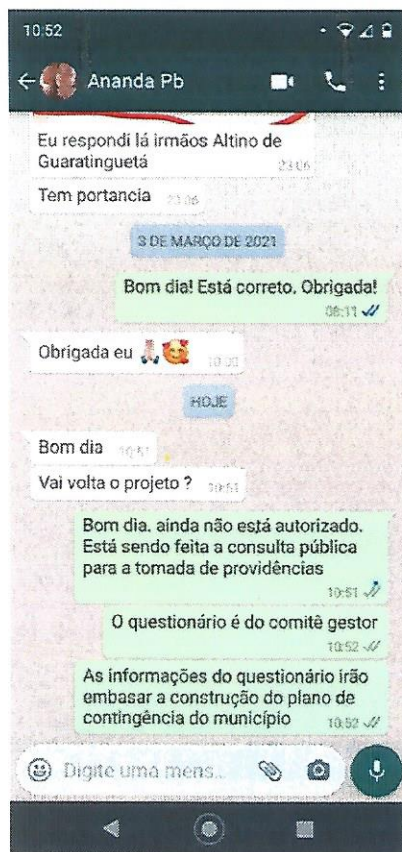 10:52
Ananda Pb
Eu respondi lá irmãos Altino de
Guaratinguetá
23:06
Tem portancia 23:06
3 DE MARÇO DE 2021
Bom dia! Está correto. Obrigada!
08:11
Obrigada eu
HOJE
Bom dia 10:51
Vai volta o projeto ? 10:51
Bom dia. ainda não está autorizado.
Está sendo feita a consulta pública
para a tomada de providências
10:51
O questionário é do comitê gestor
10:52
As informações do questionário irão
embasar a construção do plano de
contingência do município 10:52
Digite uma mens...